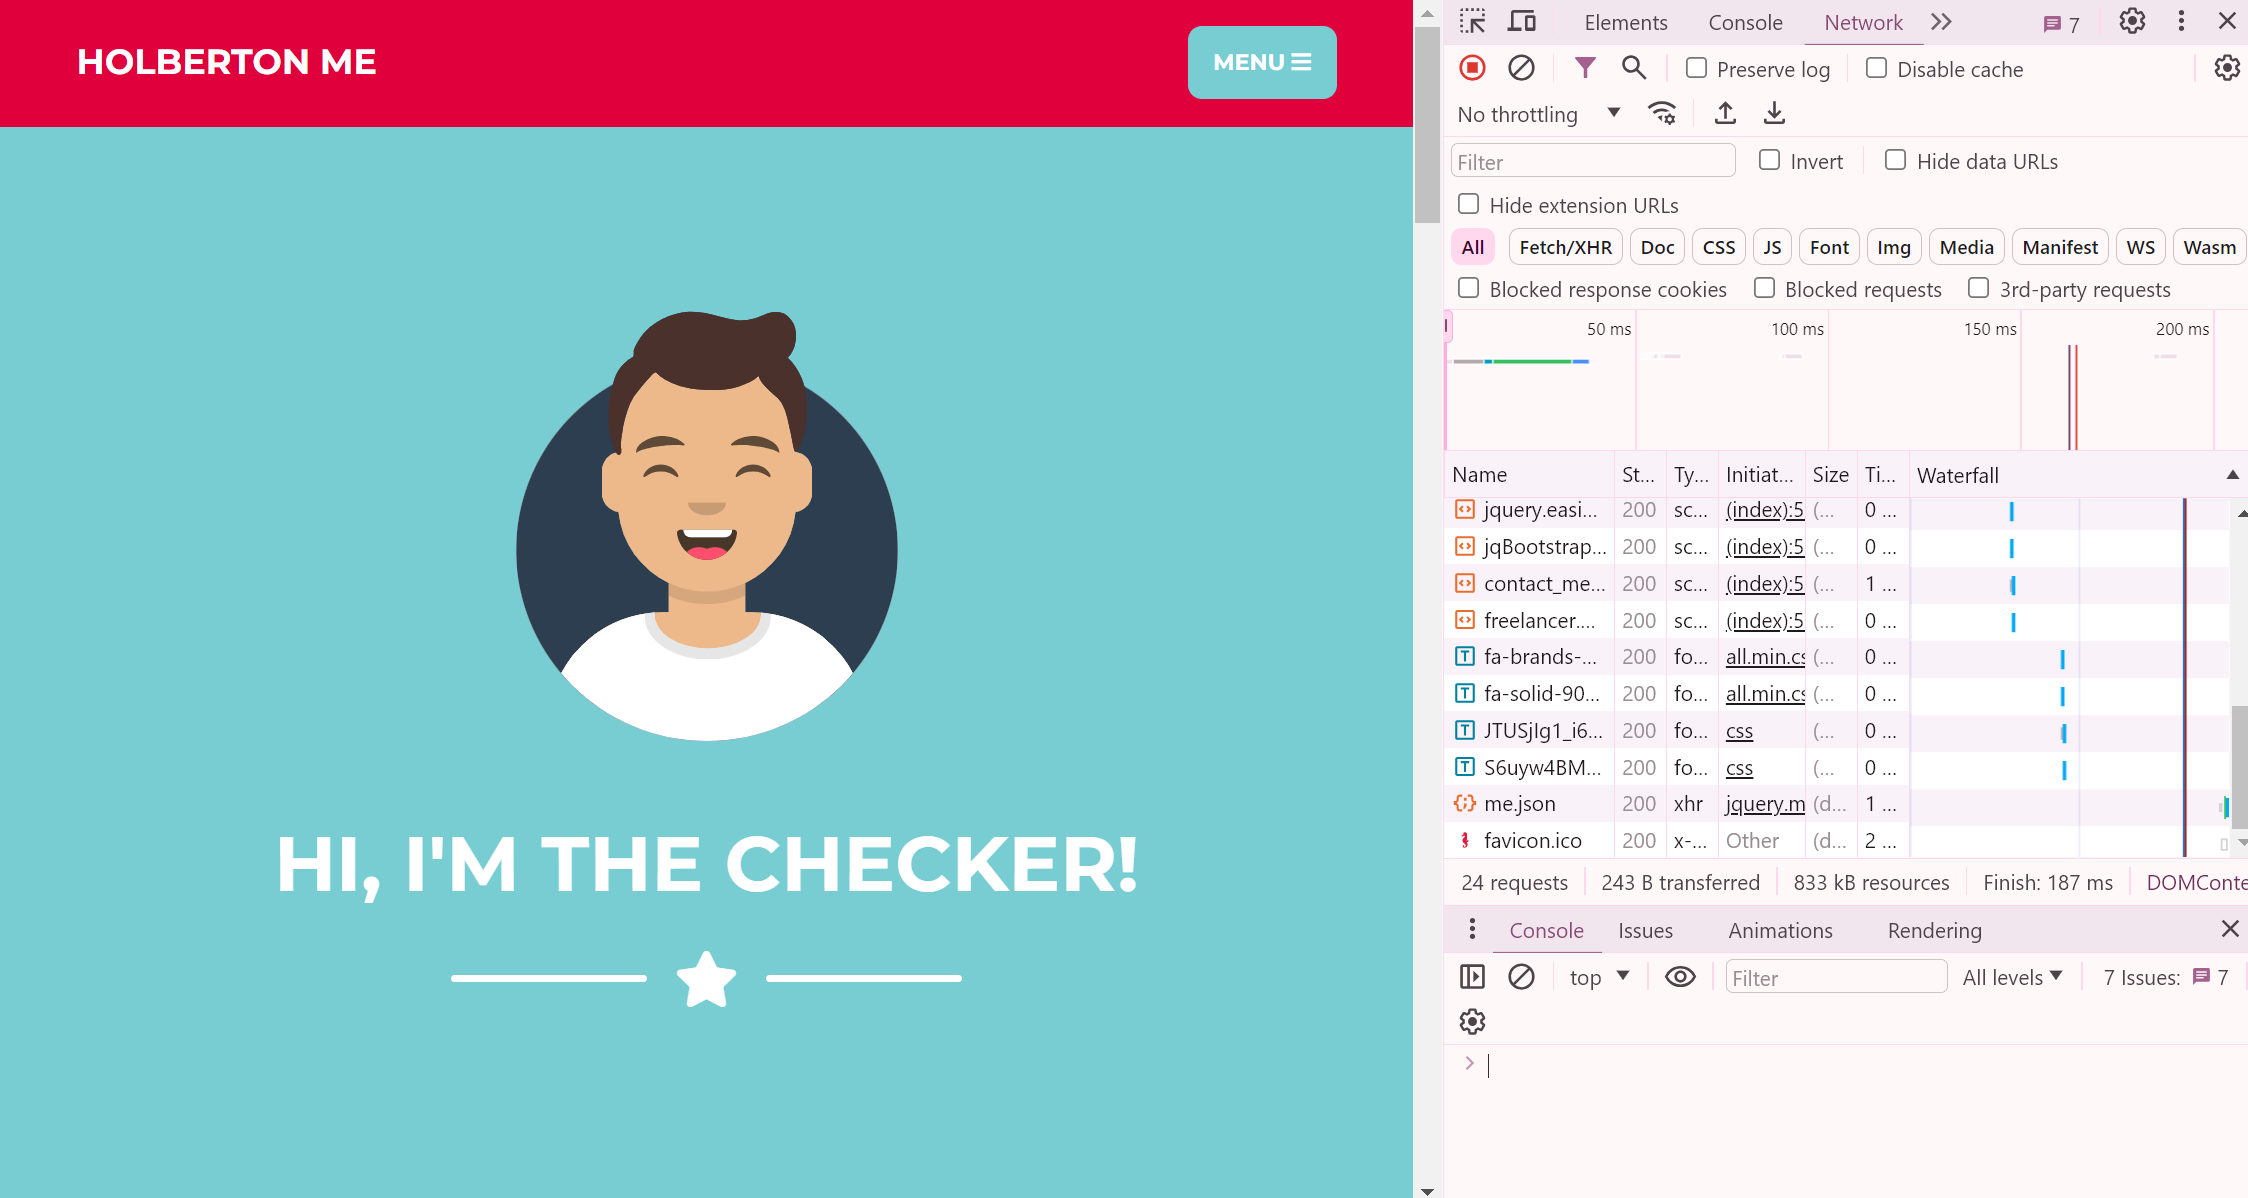 HOLBERTON ME
MENU
HI, I'M THE CHECKER!
Elements Console Network 7
Preserve log Disable cache
No throttling
Filter Invert Hide data URLs
Hide extension URLs
All Fetch/XHR Doc CSS JS Font Img Media Manifest WS Wasm
Blocked response cookies Blocked requests 3rd-party requests
50 ms 100 ms 150 ms 200 ms
Name St... Ty... Initiat... Size Ti... Waterfall
jquery.easi... 200 sc... (index):5 (... 0 ...
jqBootstrap... 200 sc... (index):5 (... 0 ...
contact_me... 200 sc... (index):5 (... 1 ...
freelancer.... 200 sc... (index):5 (... 0 ...
fa-brands-... 200 fo... all.min.cs (... 0 ...
fa-solid-90... 200 fo... all.min.cs (... 0 ...
JTUSjIg1_i6... 200 fo... css (... 0 ...
S6uyw4BM... 200 fo... css (... 0 ...
me.json 200 xhr jquery.m (d... 1 ...
favicon.ico 200 x-... Other (d... 2 ...
24 requests 243 B transferred 833 kB resources Finish: 187 ms DOMConte
Console Issues Animations Rendering
top Filter All levels 7 Issues: 7